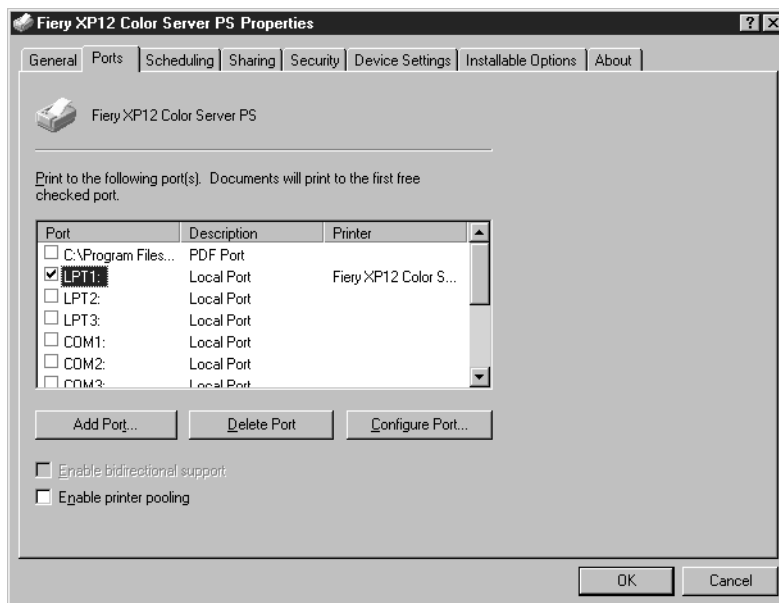 Fiery XP12 Color Server PS Properties ? X
General Ports Scheduling Sharing Security Device Settings Installable Options About
Fiery XP12 Color Server PS
Print to the following port(s). Documents will print to the first free
checked port.
Port Description Printer
C:\Program Files... PDF Port
LPT1: Local Port Fiery XP12 Color S...
LPT2: Local Port
LPT3: Local Port
COM1: Local Port
COM2: Local Port
COM3: Local Port
Add Port... Delete Port Configure Port...
Enable bidirectional support
Enable printer pooling
OK Cancel